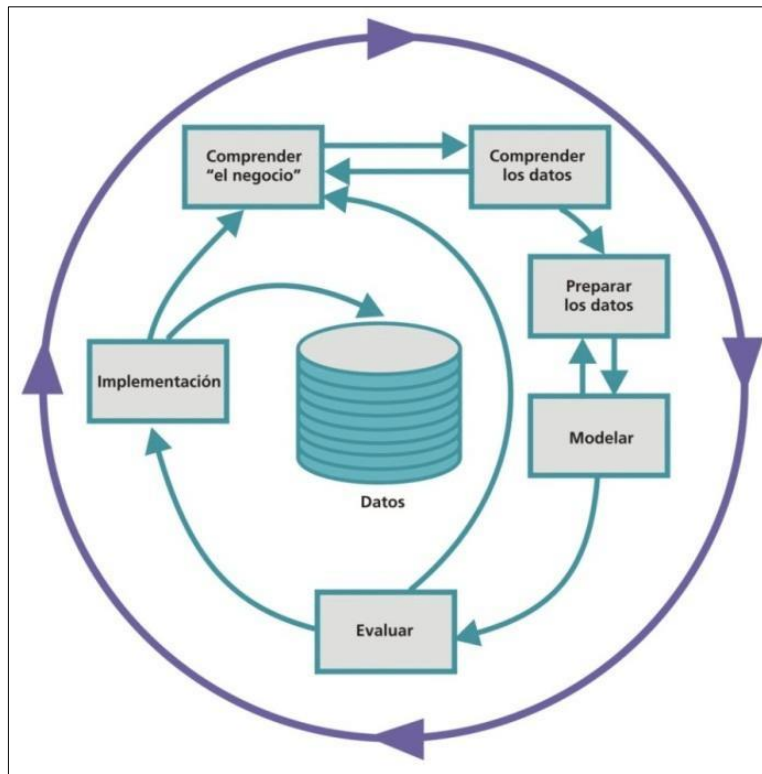 Comprender
“el negocio”
Comprender
los datos
Preparar
los datos
Implementación
Modelar
Datos
Evaluar